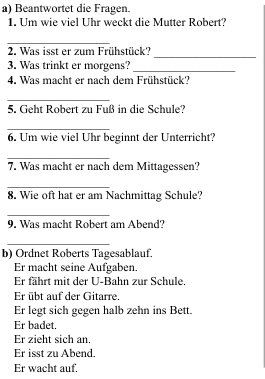 a) Beantwortet die Fragen.
1. Um wie viel Uhr weckt die Mutter Robert?
2. Was isst er zum Frühstück?
3. Was trinkt er morgens?
4. Was macht er nach dem Frühstück?
5. Geht Robert zu Fuß in die Schule?
6. Um wie viel Uhr beginnt der Unterricht?
7. Was macht er nach dem Mittagessen?
8. Wie oft hat er am Nachmittag Schule?
9. Was macht Robert am Abend?
b) Ordnet Roberts Tagesablauf.
Er macht seine Aufgaben.
Er fährt mit der U-Bahn zur Schule.
Er übt auf der Gitarre.
Er legt sich gegen halb zehn ins Bett.
Er badet.
Er zieht sich an.
Er isst zu Abend.
Er wacht auf.